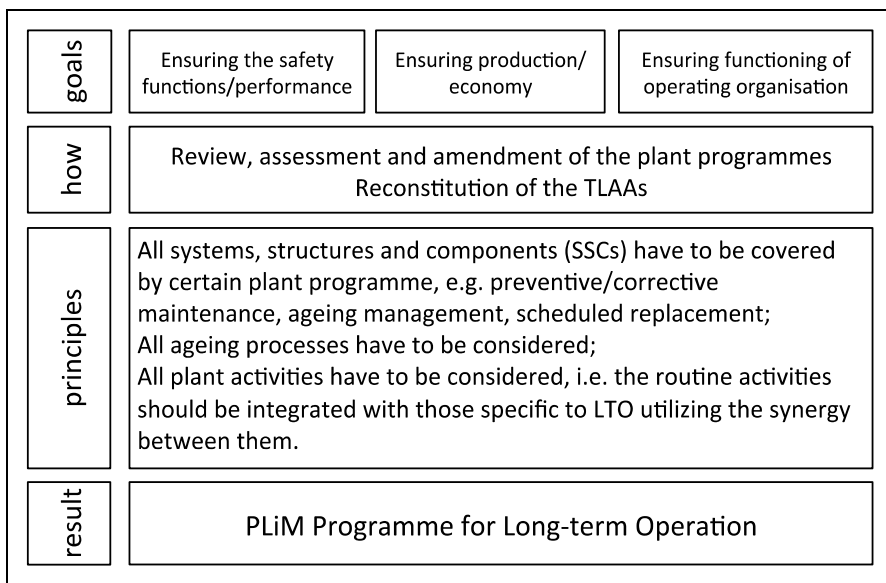 goals
Ensuring the safety
functions/performance
Ensuring production/
economy
Ensuring functioning of
operating organisation
how
Review, assessment and amendment of the plant programmes
Reconstitution of the TLAAs
principles
All systems, structures and components (SSCs) have to be covered
by certain plant programme, e.g. preventive/corrective
maintenance, ageing management, scheduled replacement;
All ageing processes have to be considered;
All plant activities have to be considered, i.e. the routine activities
should be integrated with those specific to LTO utilizing the synergy
between them.
result
PLiM Programme for Long-term Operation